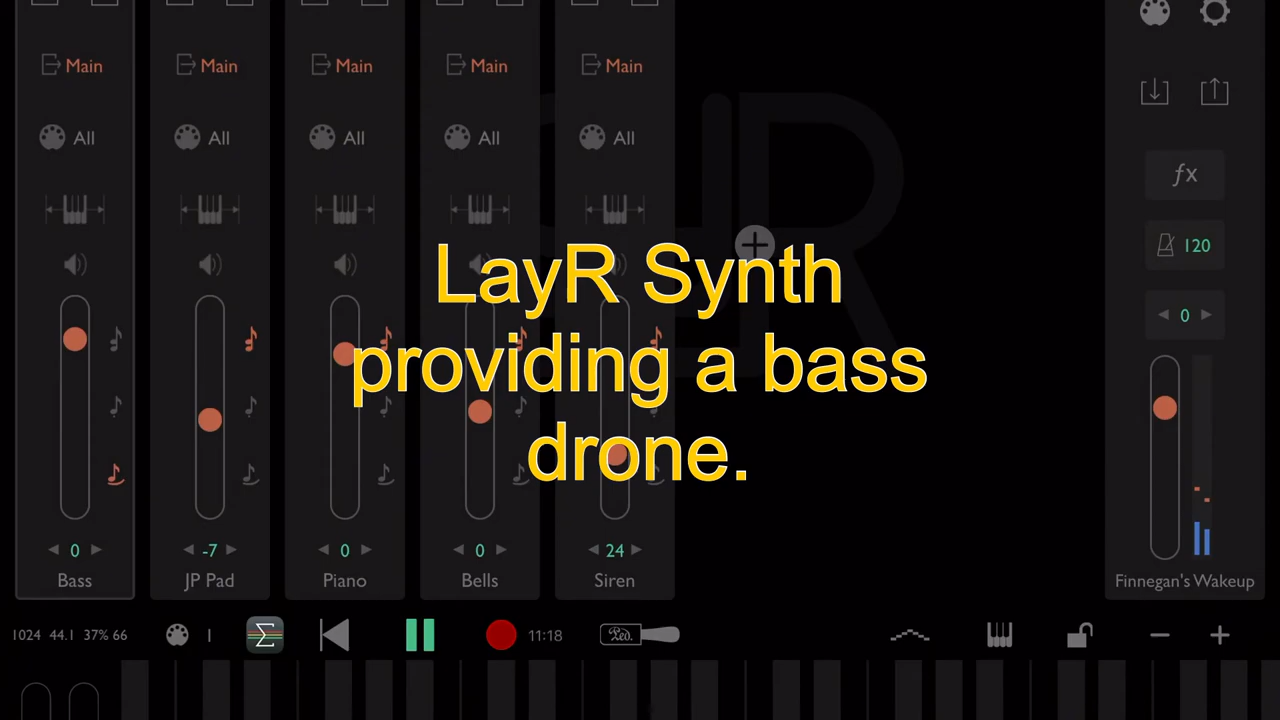 Main Main Main Main Main
All All All All All
fx
120
LayR Synth
providing a bass
drone.
0
0 -7 0 0 24
Bass JP Pad Piano Bells Siren Finnegan's Wakeup
1024 44.1 37% 66 1 Σ 11:18 Red.